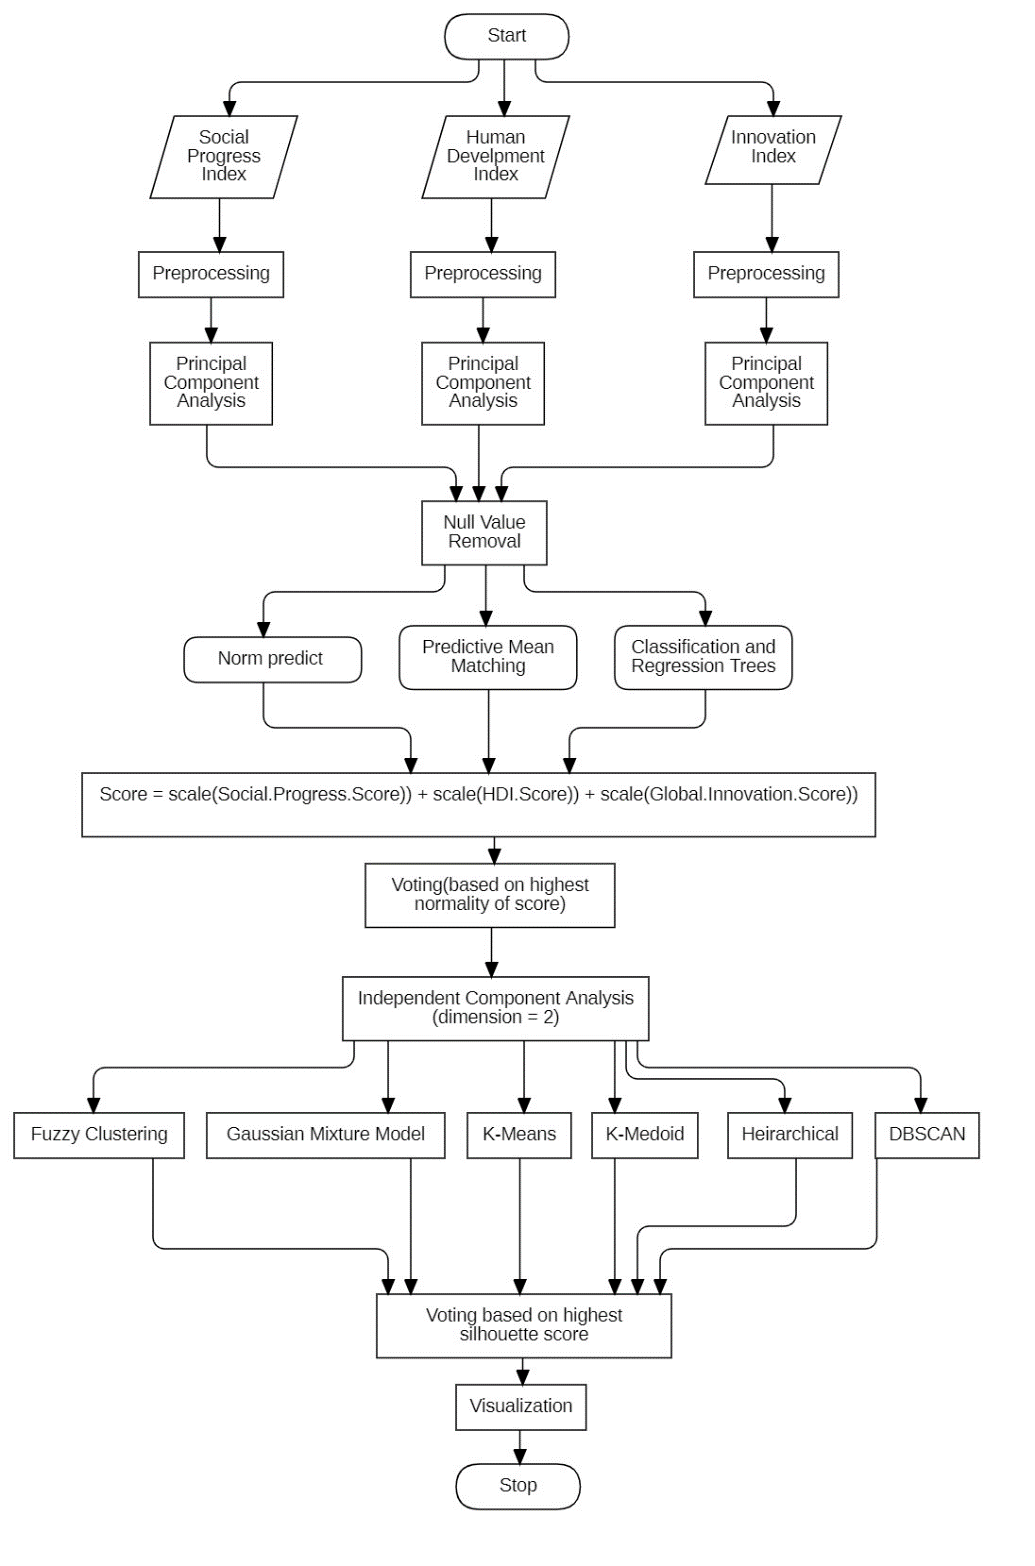 Start
Social
Progress
Index
Human
Develpment
Index
Innovation
Index
Preprocessing
Preprocessing
Preprocessing
Principal
Component
Analysis
Principal
Component
Analysis
Principal
Component
Analysis
Null Value
Removal
Norm predict
Predictive Mean
Matching
Classification and
Regression Trees
Score = scale(Social.Progress.Score)) + scale(HDI.Score)) + scale(Global.Innovation.Score))
Voting(based on highest
normality of score)
Independent Component Analysis
(dimension = 2)
Fuzzy Clustering
Gaussian Mixture Model
K-Means
K-Medoid
Heirarchical
DBSCAN
Voting based on highest
silhouette score
Visualization
Stop